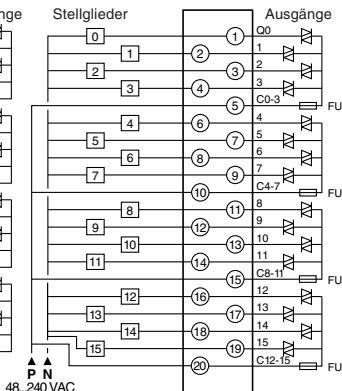 nge Stellglieder Ausgänge
0 1 Q0
1 2 1
2 3 2
3 4 3
5 C0-3 FU
4 6 4
5 7 5
6 8 6
7 9 7
10 C4-7 FU
8 11 8
9 12 9
10 13 10
11 14 11
15 C8-11 FU
12 16 12
13 17 13
14 18 14
15 19 15
20 C12-15 FU
P N
48..240 VAC